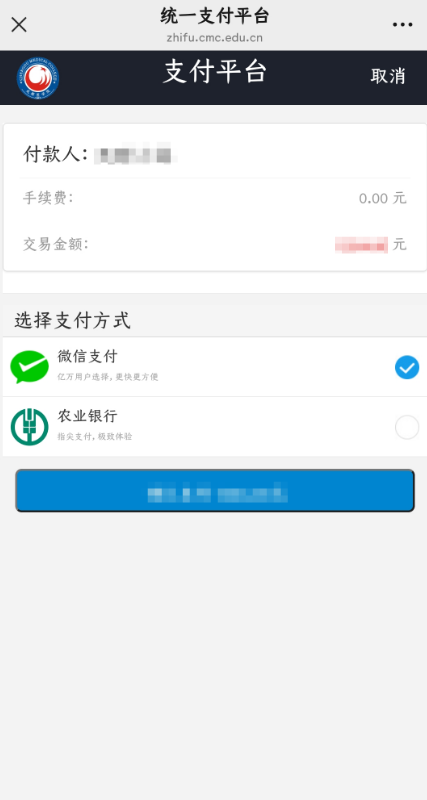 统一支付平台
zhifu.cmc.edu.cn
支付平台
取消
付款人:
手续费:
0.00 元
交易金额:
元
选择支付方式
微信支付
亿万用户选择,更快更方便
农业银行
指尖支付,极致体验